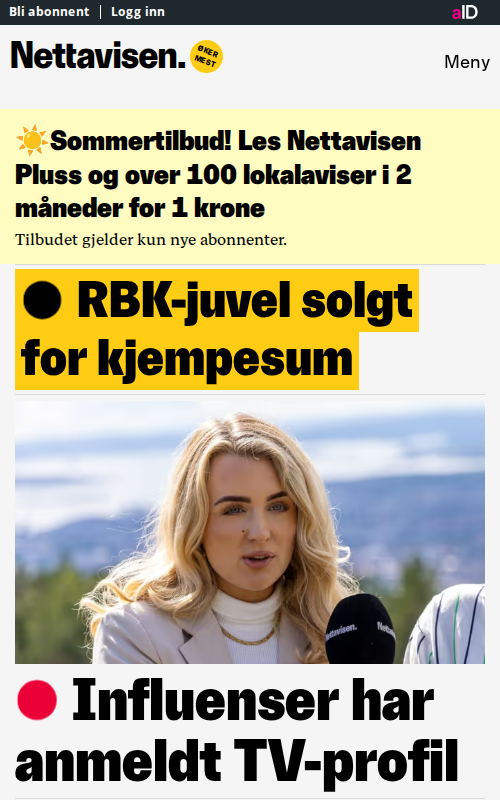 Bli abonnent | Logg inn
aID
Nettavisen.
ØKER
MEST
Meny
☀️Sommertilbud! Les Nettavisen
Pluss og over 100 lokalaviser i 2
måneder for 1 krone
Tilbudet gjelder kun nye abonnenter.
RBK-juvel solgt
for kjempesum
Nettavisen.
Influenser har
anmeldt TV-profil